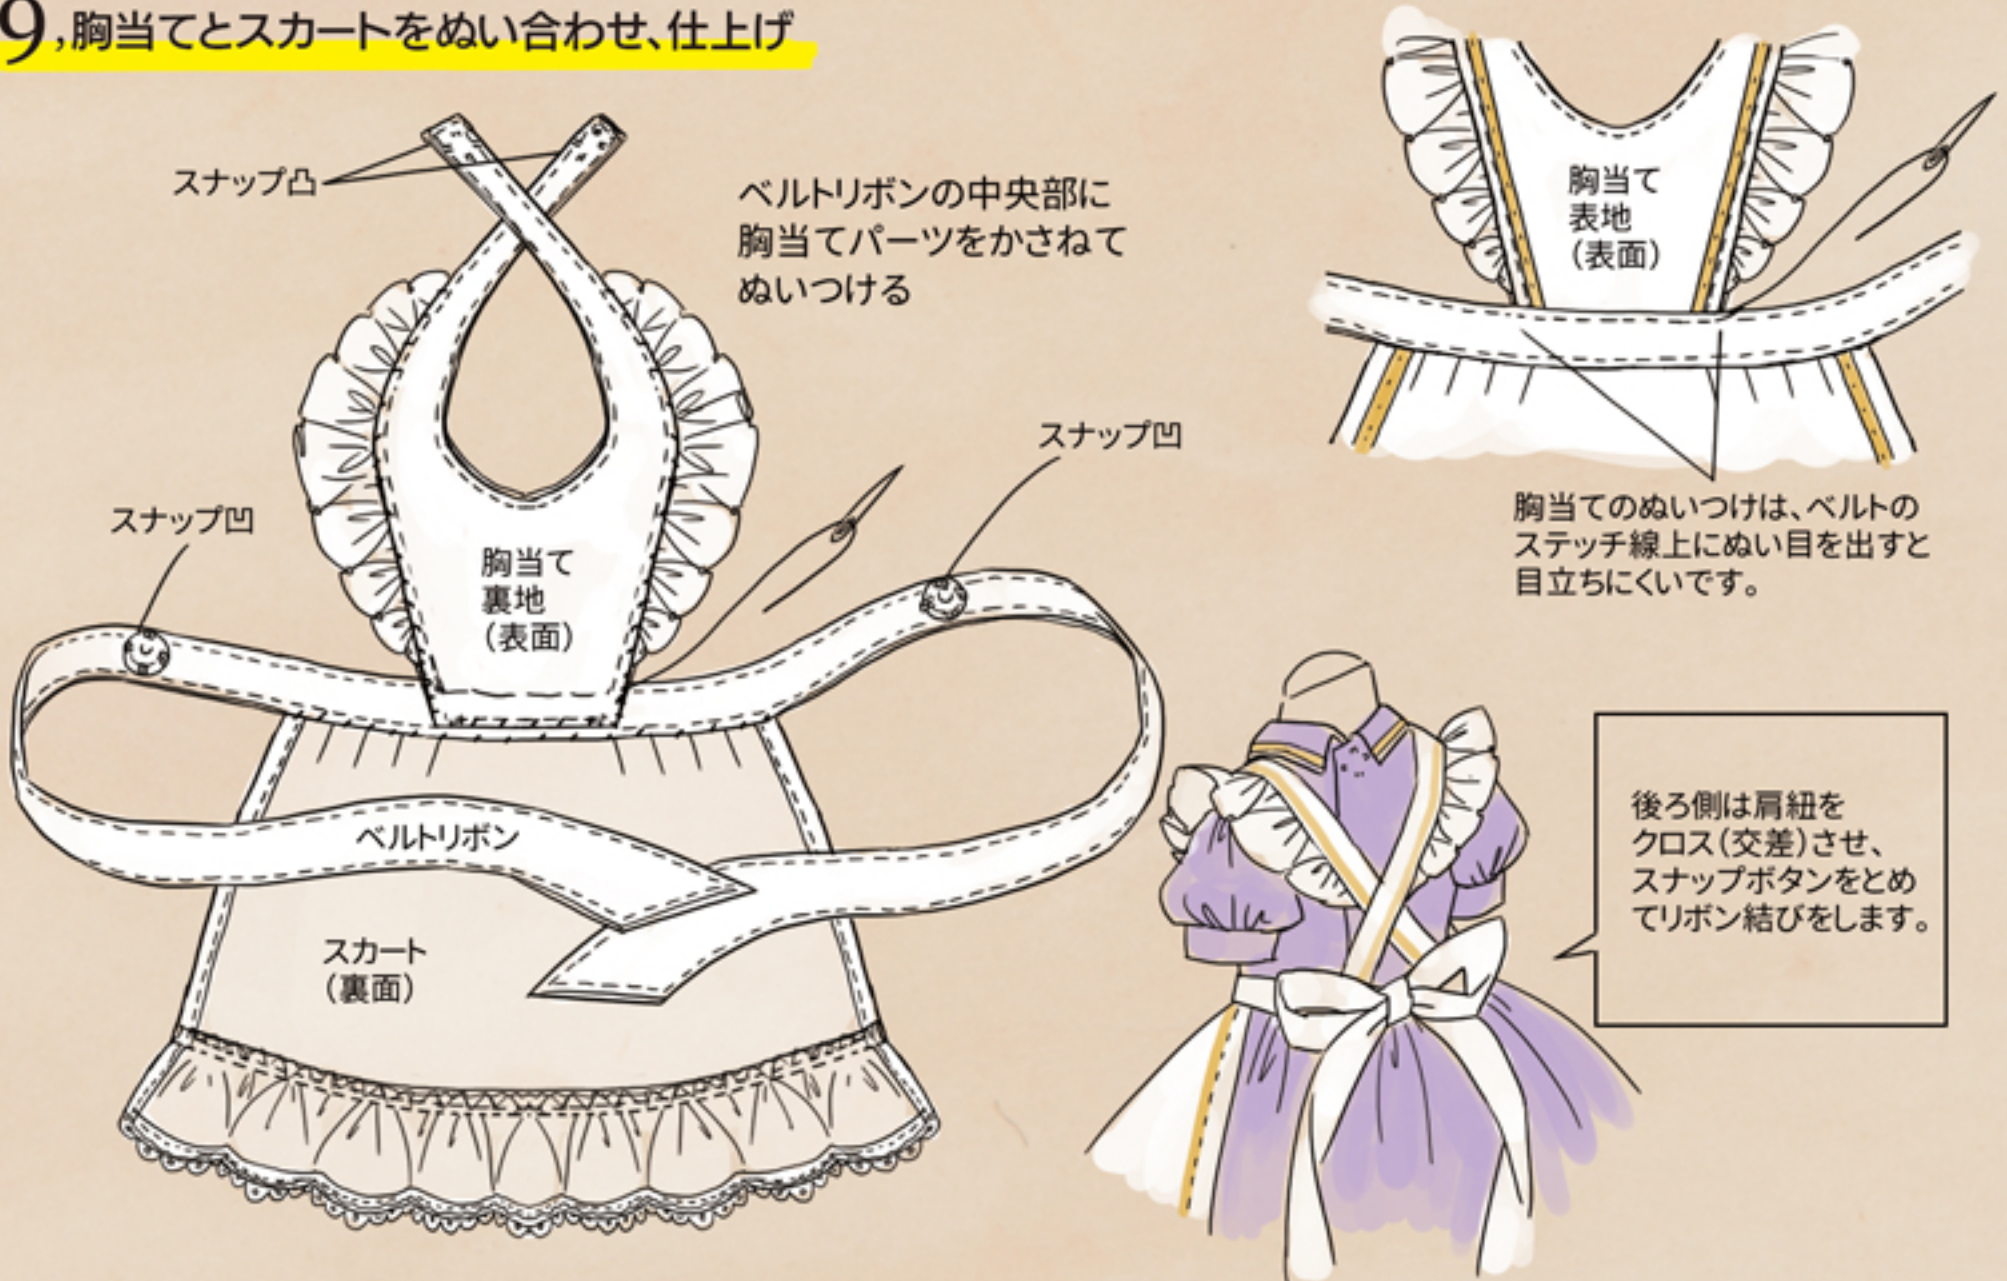 9,胸当てとスカートをぬい合わせ、仕上げ
スナップ凸
ベルトリボンの中央部に
胸当てパーツをかさねて
ぬいつける
胸当て
表地
(表面)
スナップ凹
スナップ凹
胸当てのぬいつけは、ベルトの
ステッチ線上にぬい目を出すと
目立ちにくいです。
胸当て
裏地
(表面)
ベルトリボン
スカート
(裏面)
後ろ側は肩紐を
クロス(交差)させ、
スナップボタンをとめ
てリボン結びをします。